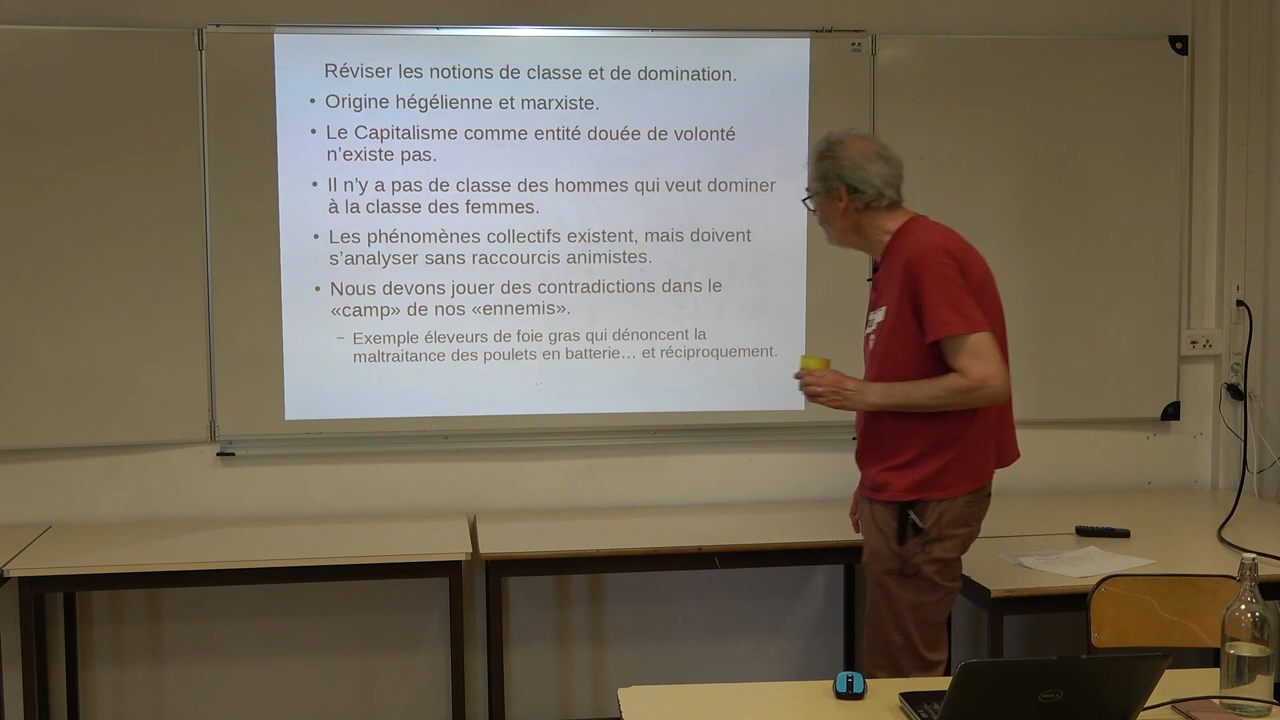 Réviser les notions de classe et de domination.
• Origine hégélienne et marxiste.
• Le Capitalisme comme entité douée de volonté
n'existe pas.
• Il n'y a pas de classe des hommes qui veut dominer
à la classe des femmes.
• Les phénomènes collectifs existent, mais doivent
s'analyser sans raccourcis animistes.
• Nous devons jouer des contradictions dans le
«camp» de nos «ennemis».
– Exemple éleveurs de foie gras qui dénoncent la
maltraitance des poulets en batterie… et réciproquement.
DELL